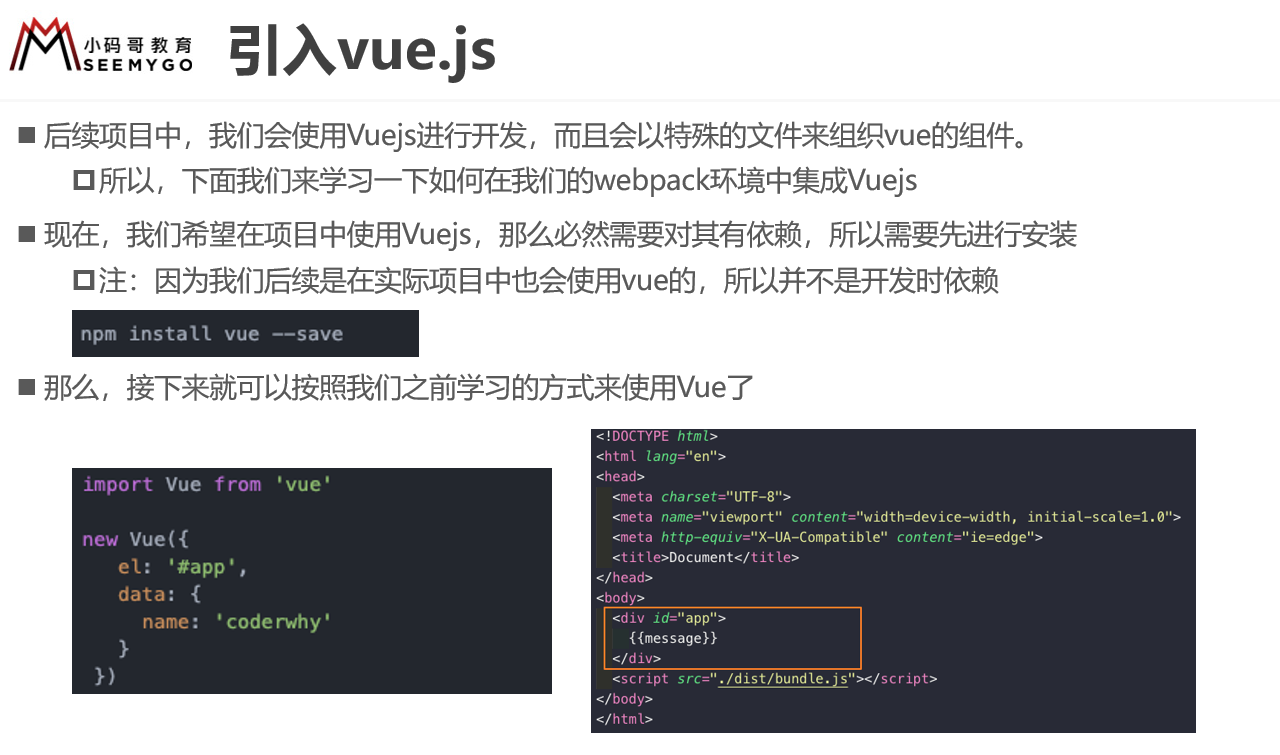 小码哥教育
SEEMYGO
引入vue.js
后续项目中，我们会使用Vuejs进行开发，而且会以特殊的文件来组织vue的组件。
所以，下面我们来学习一下如何在我们的webpack环境中集成Vuejs
现在，我们希望在项目中使用Vuejs，那么必然需要对其有依赖，所以需要先进行安装
注：因为我们后续是在实际项目中也会使用vue的，所以并不是开发时依赖
npm install vue --save
那么，接下来就可以按照我们之前学习的方式来使用Vue了
import Vue from 'vue'
new Vue({
el: '#app',
data: {
name: 'coderwhy'
}
})
<!DOCTYPE html>
<html lang="en">
<head>
<meta charset="UTF-8">
<meta name="viewport" content="width=device-width, initial-scale=1.0">
<meta http-equiv="X-UA-Compatible" content="ie=edge">
<title>Document</title>
</head>
<body>
<div id="app">
{{message}}
</div>
<script src="./dist/bundle.js"></script>
</body>
</html>